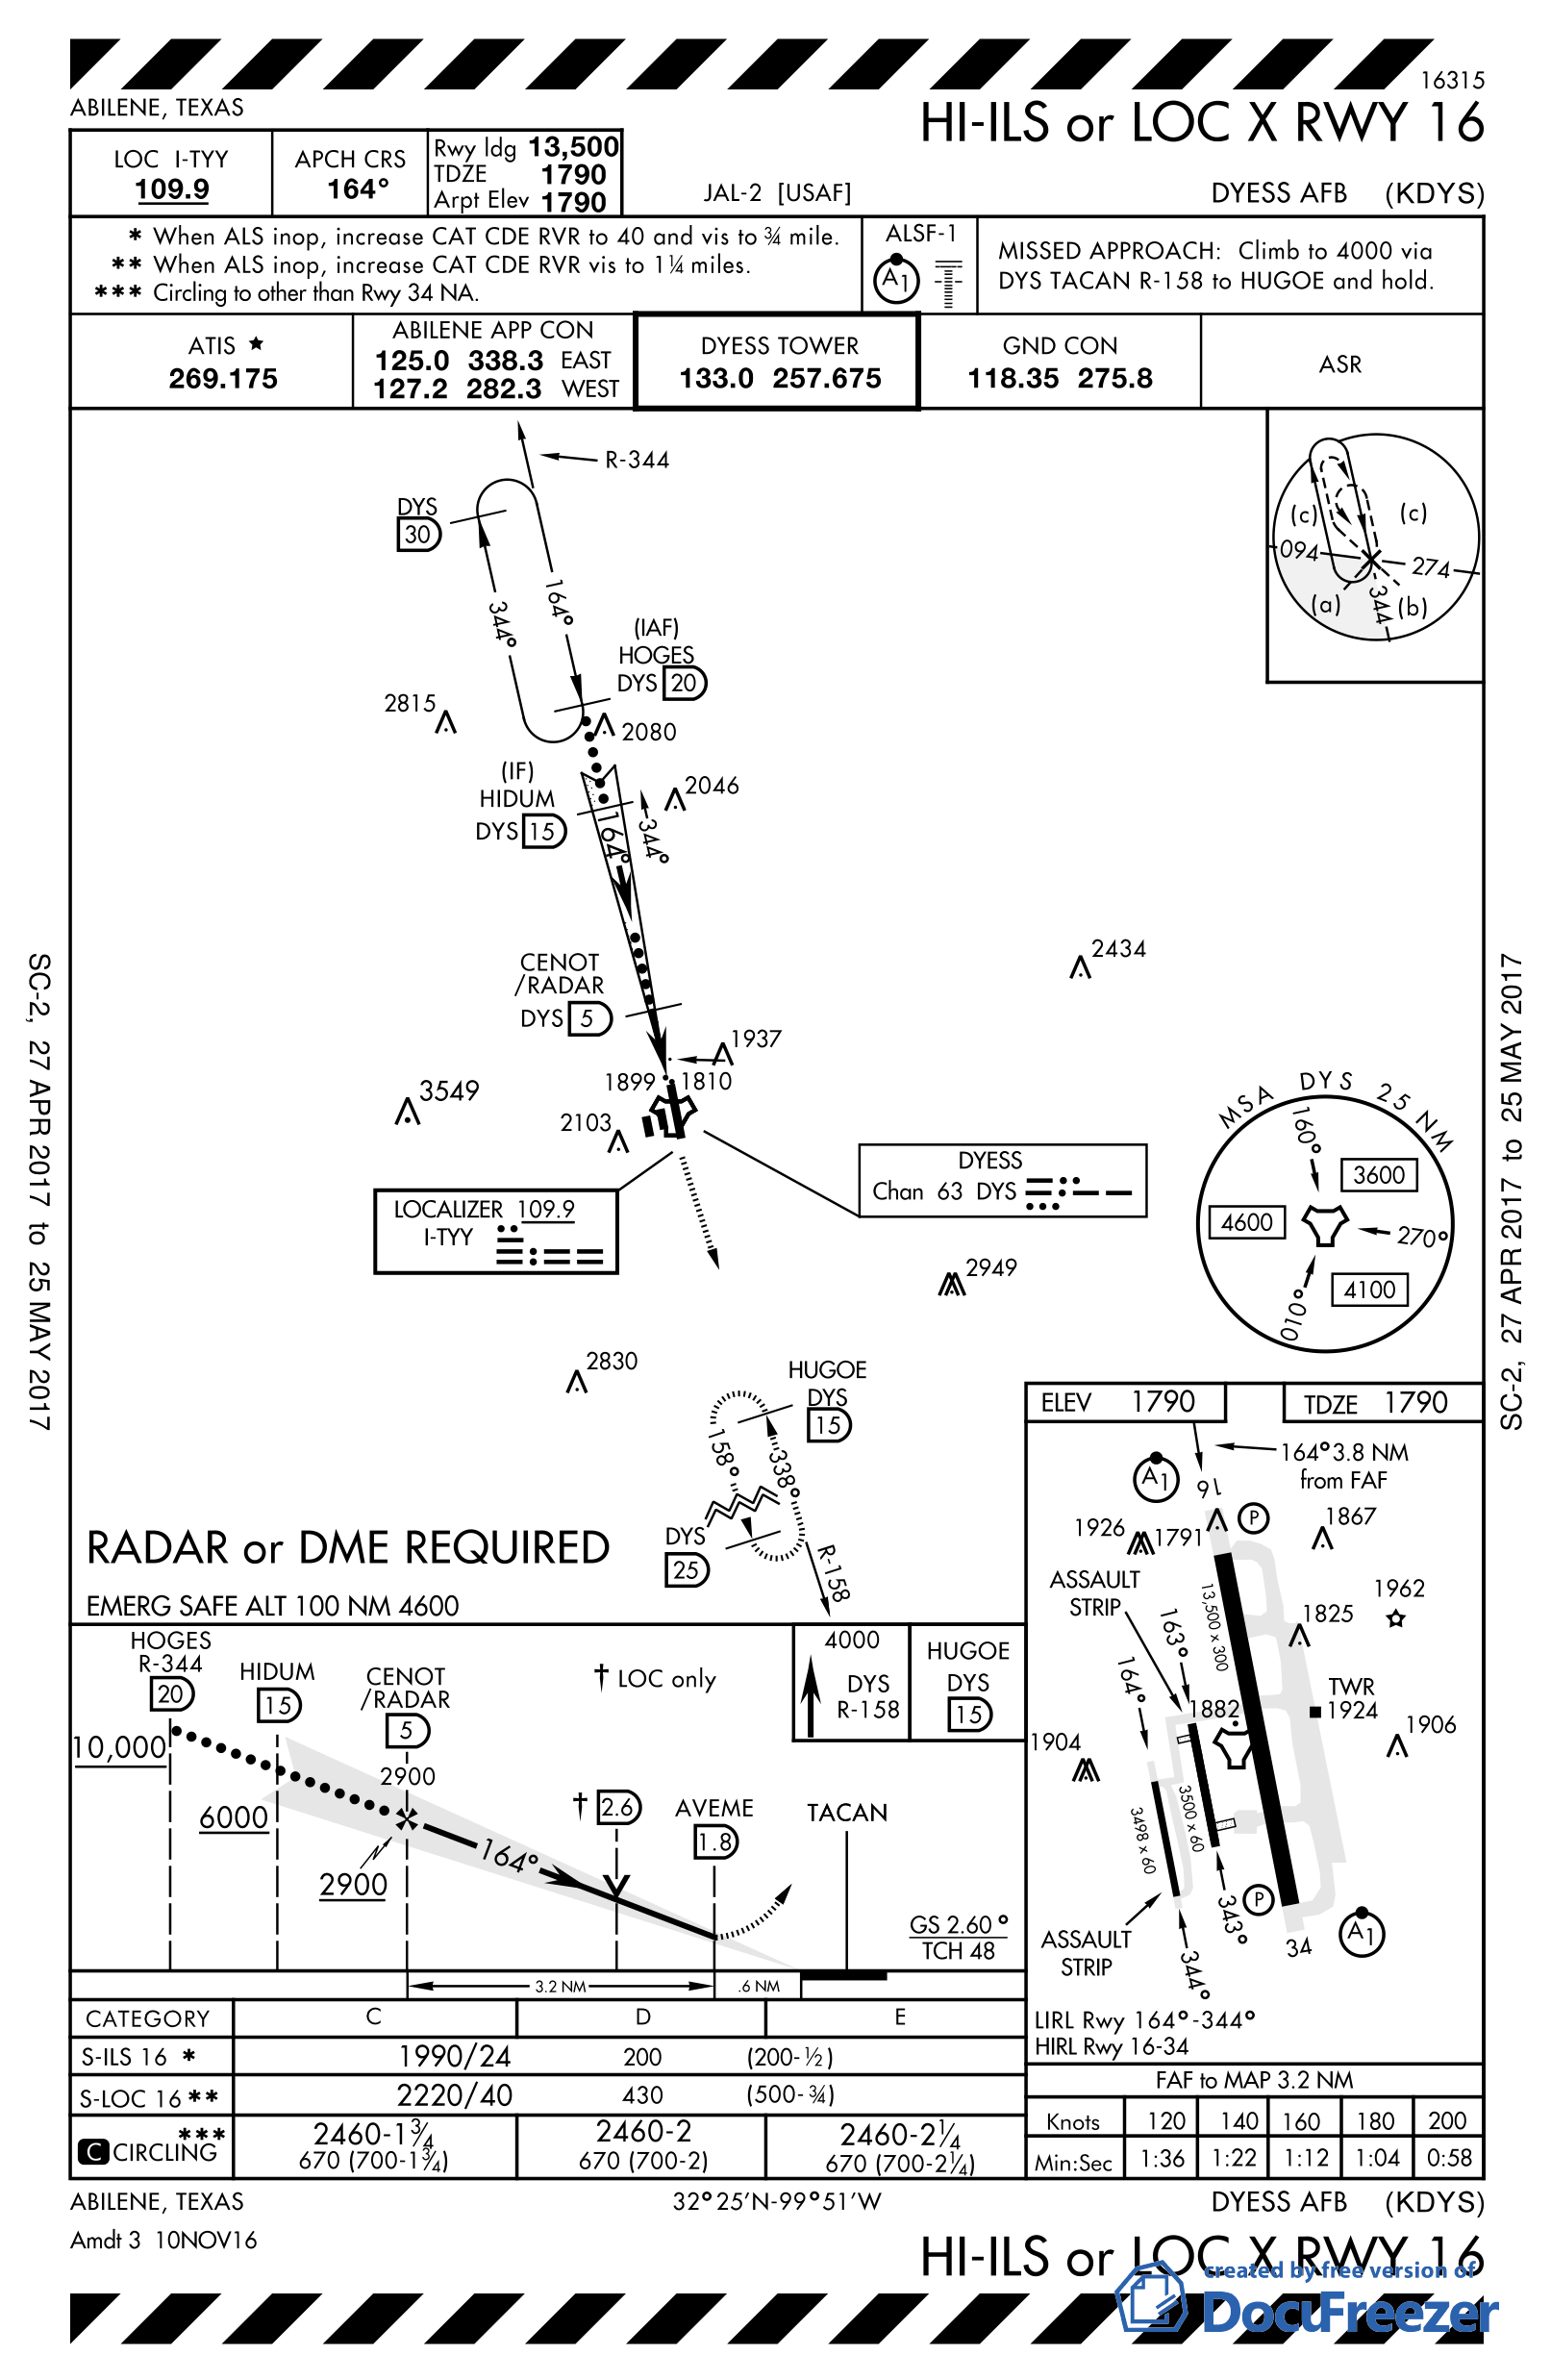 16315
ABILENE, TEXAS
HI-ILS or LOC X RWY 16
LOC I-TYY
109.9
APCH CRS
164°
Rwy ldg 13,500
TDZE 1790
Arpt Elev 1790
JAL-2 [USAF]
DYESS AFB (KDYS)
* When ALS inop, increase CAT CDE RVR to 40 and vis to ¾ mile.
** When ALS inop, increase CAT CDE RVR vis to 1¼ miles.
*** Circling to other than Rwy 34 NA.
ALSF-1
A1
MISSED APPROACH: Climb to 4000 via
DYS TACAN R-158 to HUGOE and hold.
ATIS ★
269.175
ABILENE APP CON
125.0 338.3 EAST
127.2 282.3 WEST
DYESS TOWER
133.0 257.675
GND CON
118.35 275.8
ASR
R-344
DYS
30
344°
164°
(IAF)
HOGES
DYS 20
2815
2080
(IF)
HIDUM
DYS 15
2046
164°
344°
(c)
(c)
094
274
(a)
344
(b)
CENOT
/RADAR
DYS 5
2434
1937
1899
1810
3549
2103
LOCALIZER 109.9
I-TYY
DYESS
Chan 63 DYS
2949
MSA DYS 25 NM
160°
3600
4600
270°
4100
010°
2830
HUGOE
DYS
15
158°
338°
DYS
25
R-158
RADAR or DME REQUIRED
EMERG SAFE ALT 100 NM 4600
SC-2, 27 APR 2017 to 25 MAY 2017
SC-2, 27 APR 2017 to 25 MAY 2017
ELEV 1790
TDZE 1790
164° 3.8 NM
from FAF
A1
16
P
1926
1791
1867
ASSAULT
STRIP
13,500 x 300
1962
1825
163°
164°
1882
TWR
1924
1906
1904
3500 x 60
3498 x 60
P
343°
34
A1
ASSAULT
STRIP
344°
LIRL Rwy 164°-344°
HIRL Rwy 16-34
HOGES
R-344
20
HIDUM
15
CENOT
/RADAR
5
† LOC only
4000
DYS
R-158
HUGOE
DYS
15
10,000
6000
2900
2900
164°
† 2.6
AVEME
1.8
TACAN
GS 2.60°
TCH 48
3.2 NM
.6 NM
CATEGORY C D E
S-ILS 16 * 1990/24 200 (200-½)
S-LOC 16 ** 2220/40 430 (500-¾)
C CIRCLING ***
2460-1¾
670 (700-1¾)
2460-2
670 (700-2)
2460-2¼
670 (700-2¼)
FAF to MAP 3.2 NM
Knots 120 140 160 180 200
Min:Sec 1:36 1:22 1:12 1:04 0:58
ABILENE, TEXAS
32°25'N-99°51'W
DYESS AFB (KDYS)
Amdt 3 10NOV16
HI-ILS or LOC X RWY 16
created by free version of
DocuFreezer